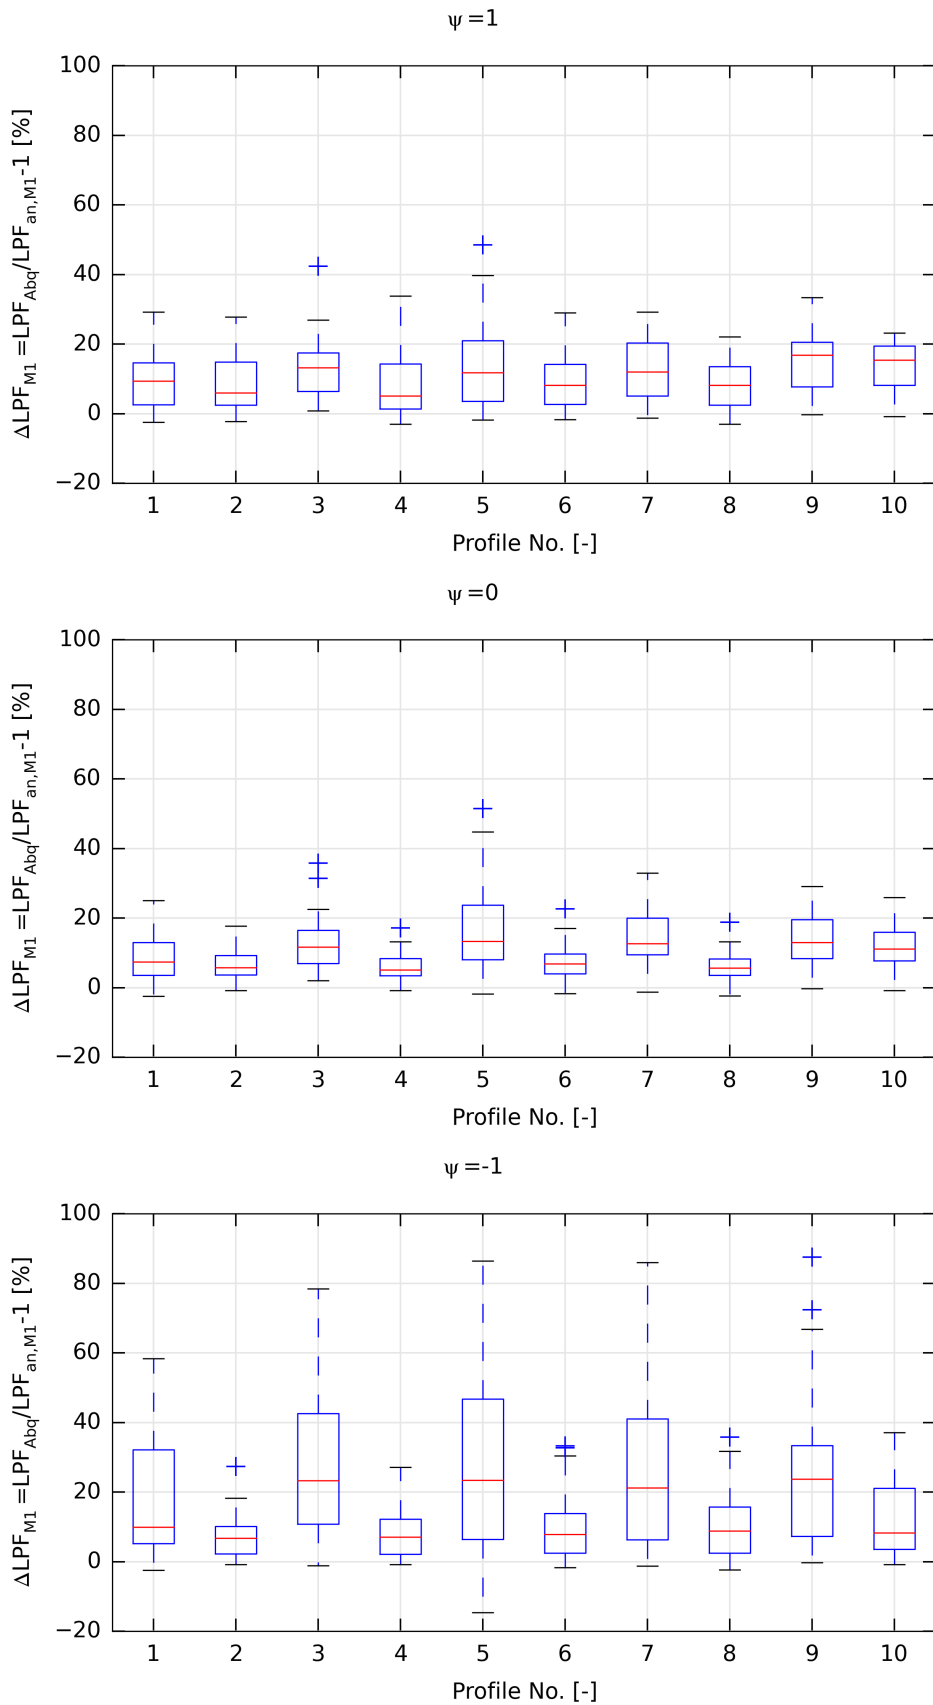 ψ=1
ΔLPF_M1 =LPF_Abq/LPF_an,M1-1 [%]
100
80
60
40
20
0
−20
1 2 3 4 5 6 7 8 9 10
Profile No. [-]
ψ=0
ΔLPF_M1 =LPF_Abq/LPF_an,M1-1 [%]
100
80
60
40
20
0
−20
1 2 3 4 5 6 7 8 9 10
Profile No. [-]
ψ=-1
ΔLPF_M1 =LPF_Abq/LPF_an,M1-1 [%]
100
80
60
40
20
0
−20
1 2 3 4 5 6 7 8 9 10
Profile No. [-]